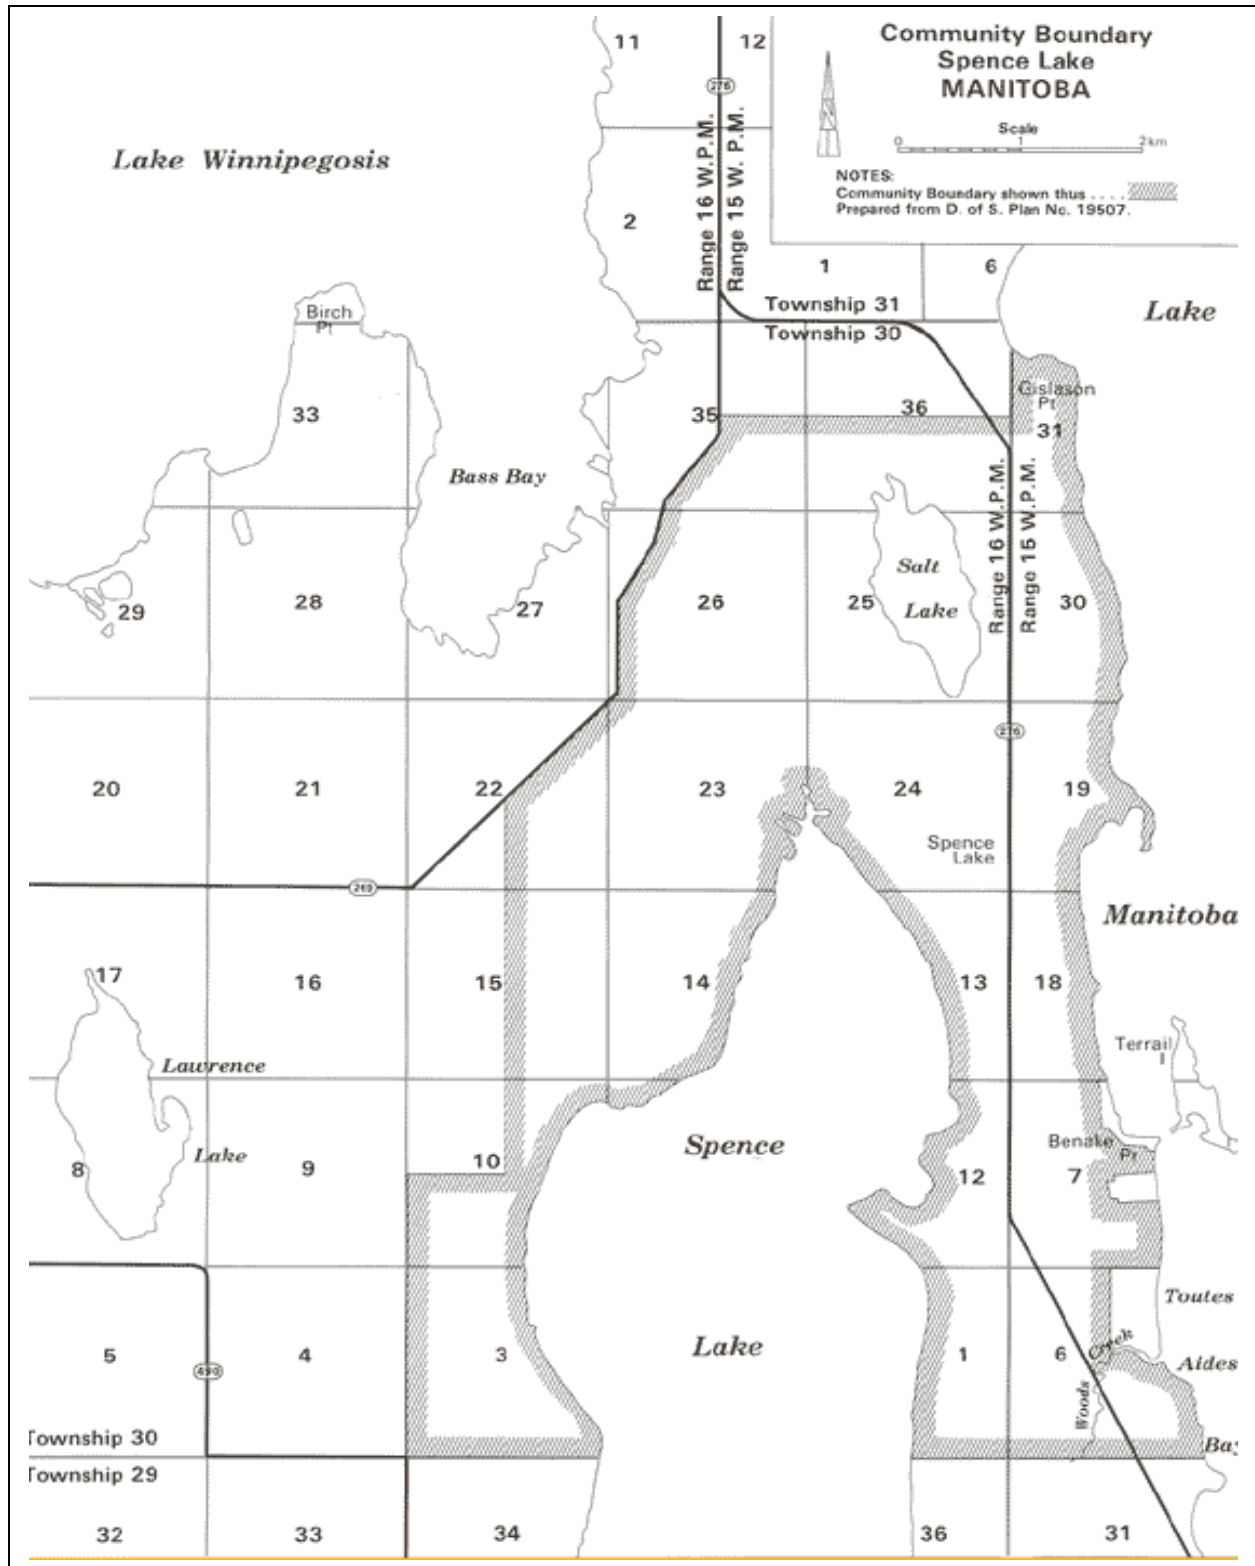 Community Boundary
Spence Lake
MANITOBA
Scale
0 1 2 km
NOTES:
Community Boundary shown thus . . . .
Prepared from D. of S. Plan No. 19507.
11
12
276
Range 16 W.P.M.
Range 15 W. P.M.
Lake Winnipegosis
2
1
6
Township 31
Township 30
Lake
Birch
Pt
33
35
36
Gislason
Pt
31
Bass Bay
Range 16 W.P.M.
Range 15 W.P.M.
Salt
Lake
29
28
27
26
25
30
276
20
21
22
23
24
19
Spence
Lake
269
Manitoba
17
16
15
14
13
18
Terrail
I
Lawrence
Lake
Spence
Benake
Pt
8
9
10
12
7
Toutes
Lake
5
4
3
1
6
Creek
Aides
490
Woods
Bay
Township 30
Township 29
32
33
34
36
31